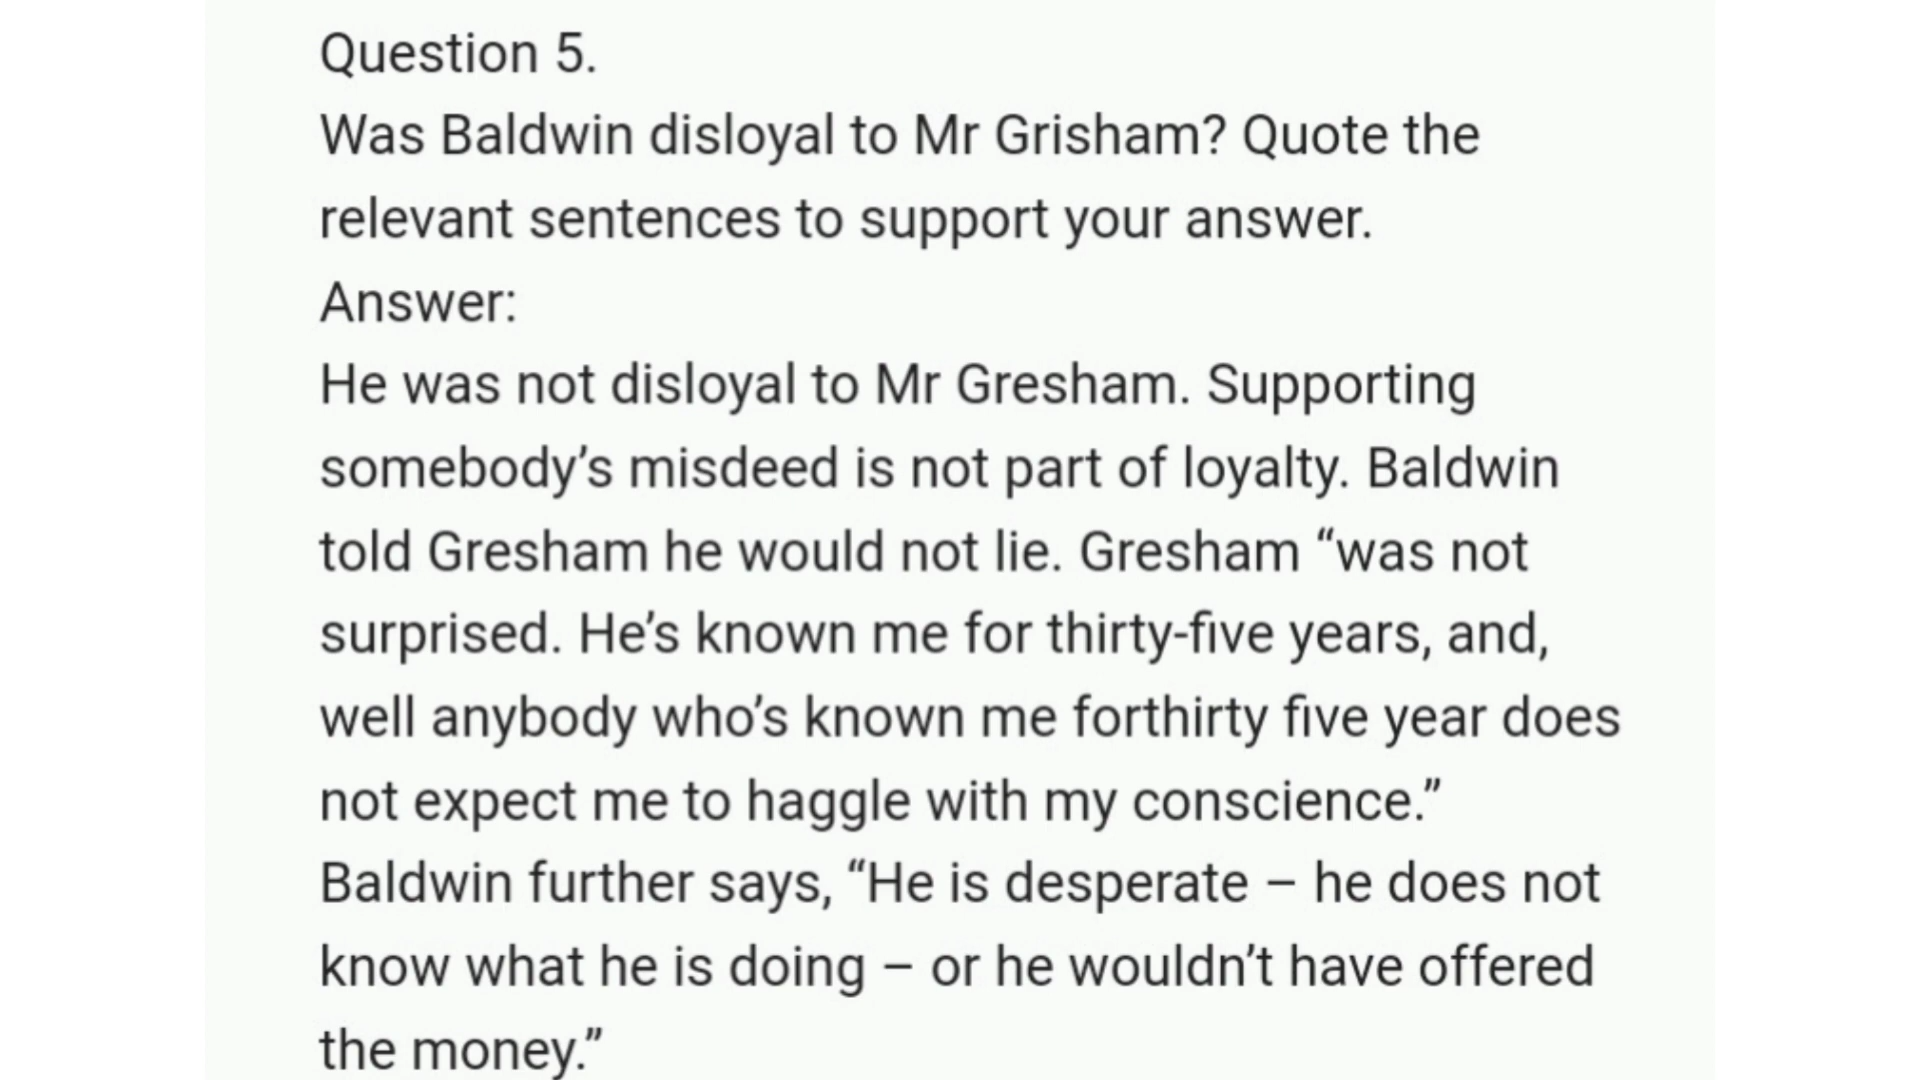 Question 5.
Was Baldwin disloyal to Mr Grisham? Quote the
relevant sentences to support your answer.
Answer:
He was not disloyal to Mr Gresham. Supporting
somebody’s misdeed is not part of loyalty. Baldwin
told Gresham he would not lie. Gresham “was not
surprised. He’s known me for thirty-five years, and,
well anybody who’s known me forthirty five year does
not expect me to haggle with my conscience.”
Baldwin further says, “He is desperate – he does not
know what he is doing – or he wouldn’t have offered
the money.”